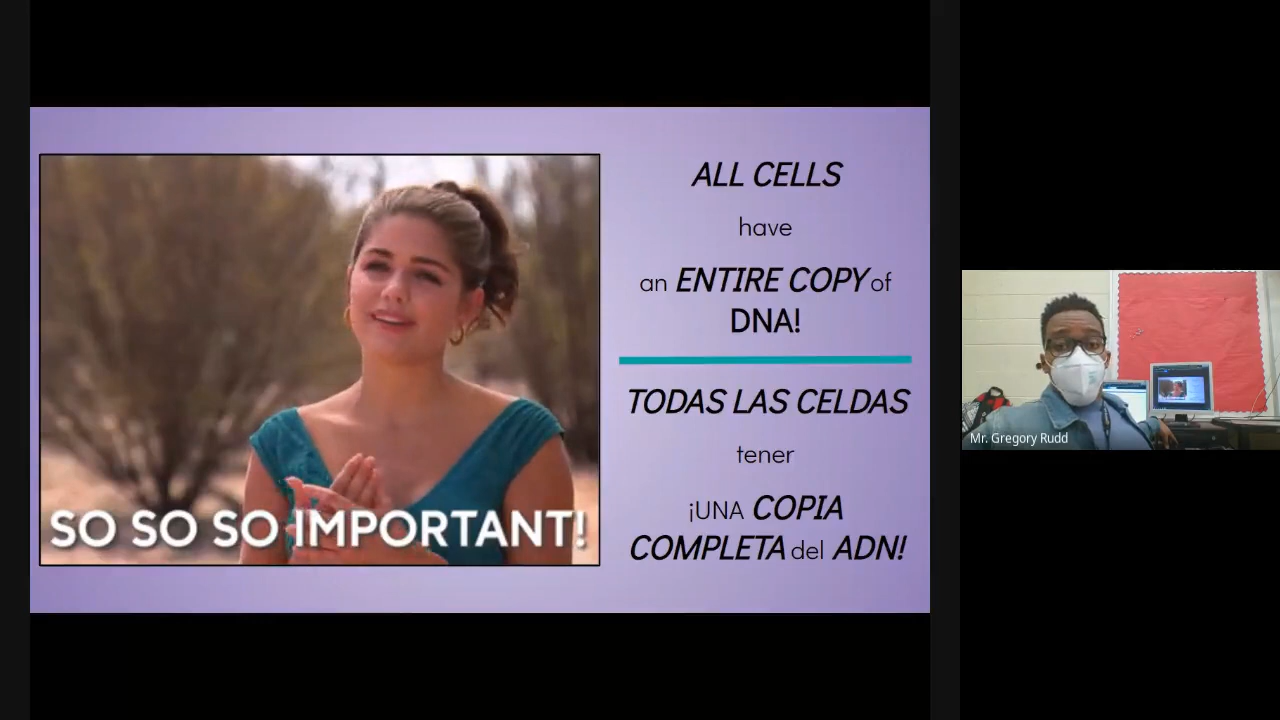 SO SO SO IMPORTANT!
ALL CELLS
have
an ENTIRE COPY of
DNA!
TODAS LAS CELDAS
tener
¡UNA COPIA
COMPLETA del ADN!
Mr. Gregory Rudd